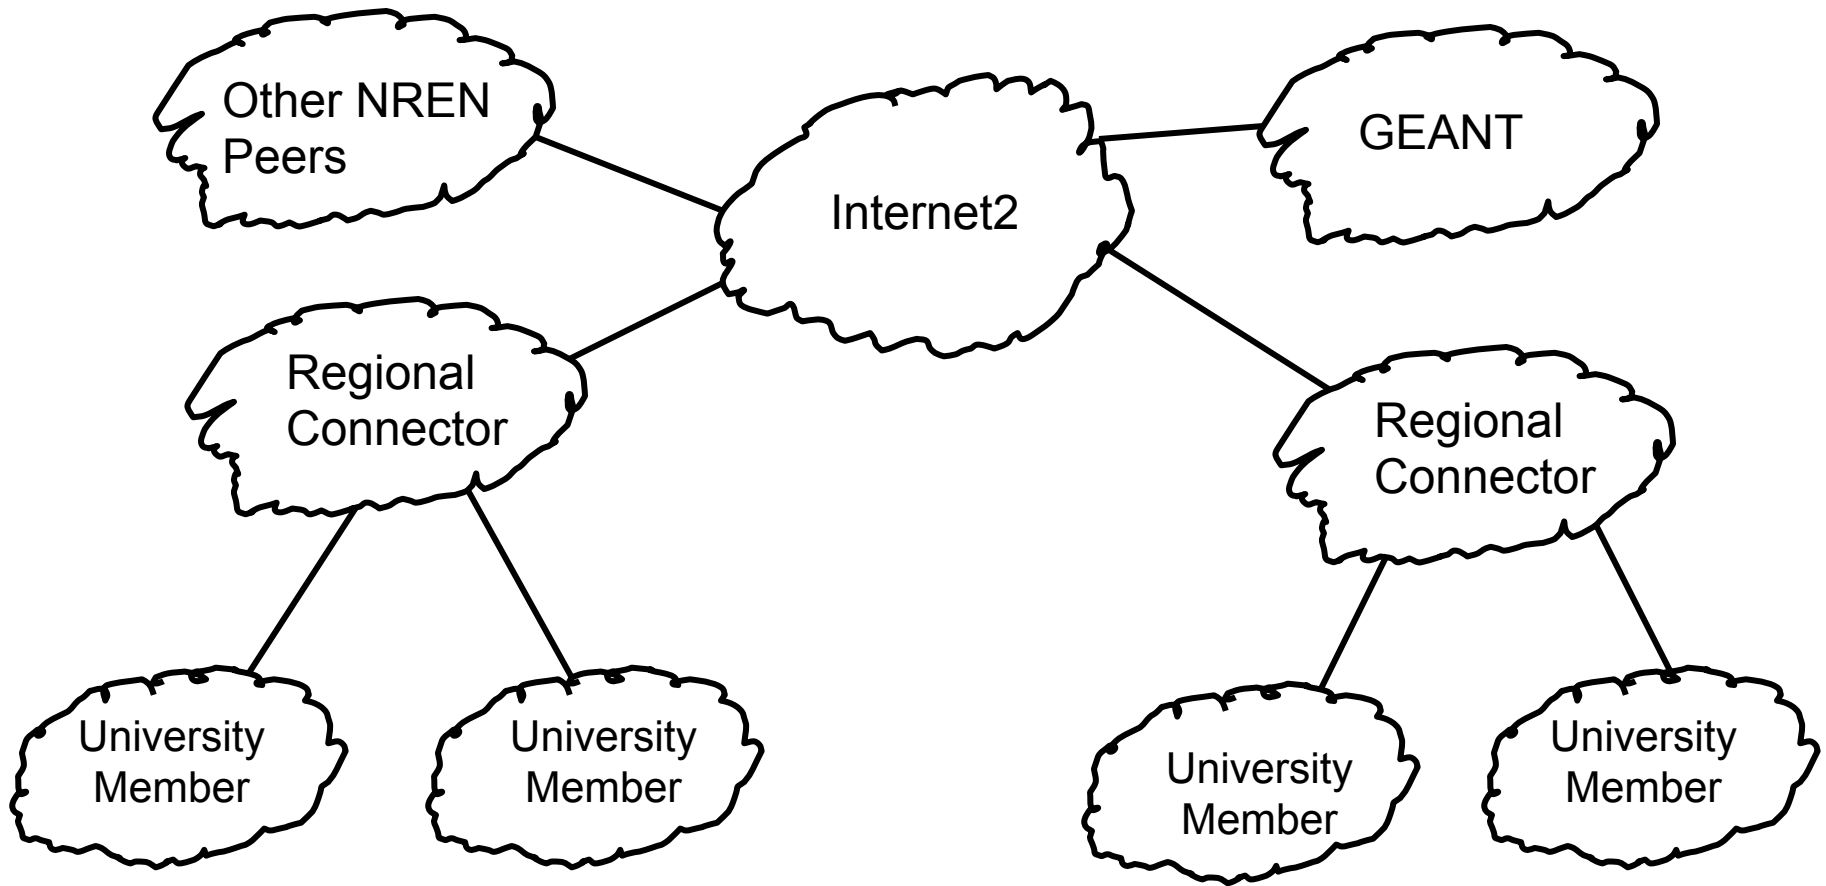 Other NREN
Peers
Internet2
GEANT
Regional
Connector
Regional
Connector
University
Member
University
Member
University
Member
University
Member